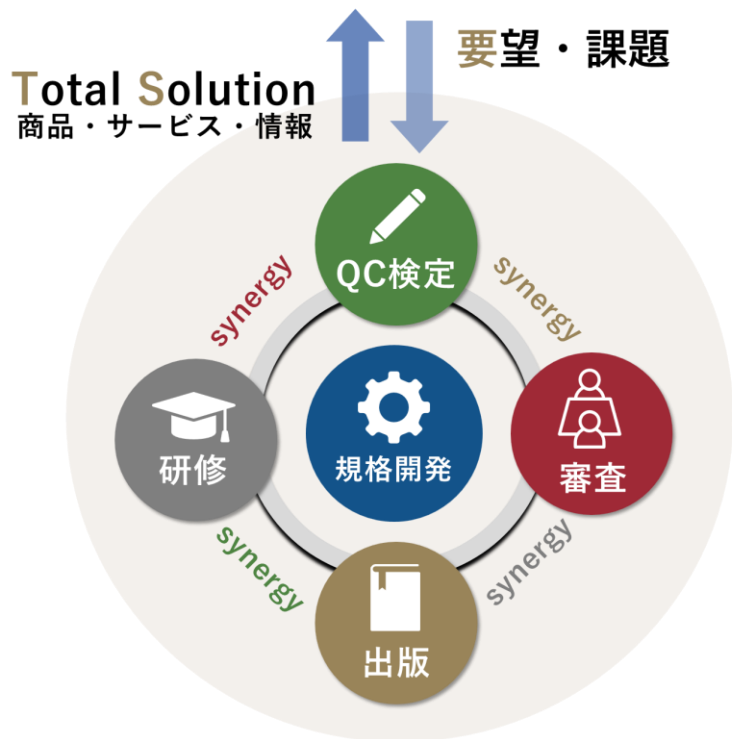 要望・課題
Total Solution
商品・サービス・情報
QC検定
synergy
synergy
研修
規格開発
審査
synergy
synergy
出版